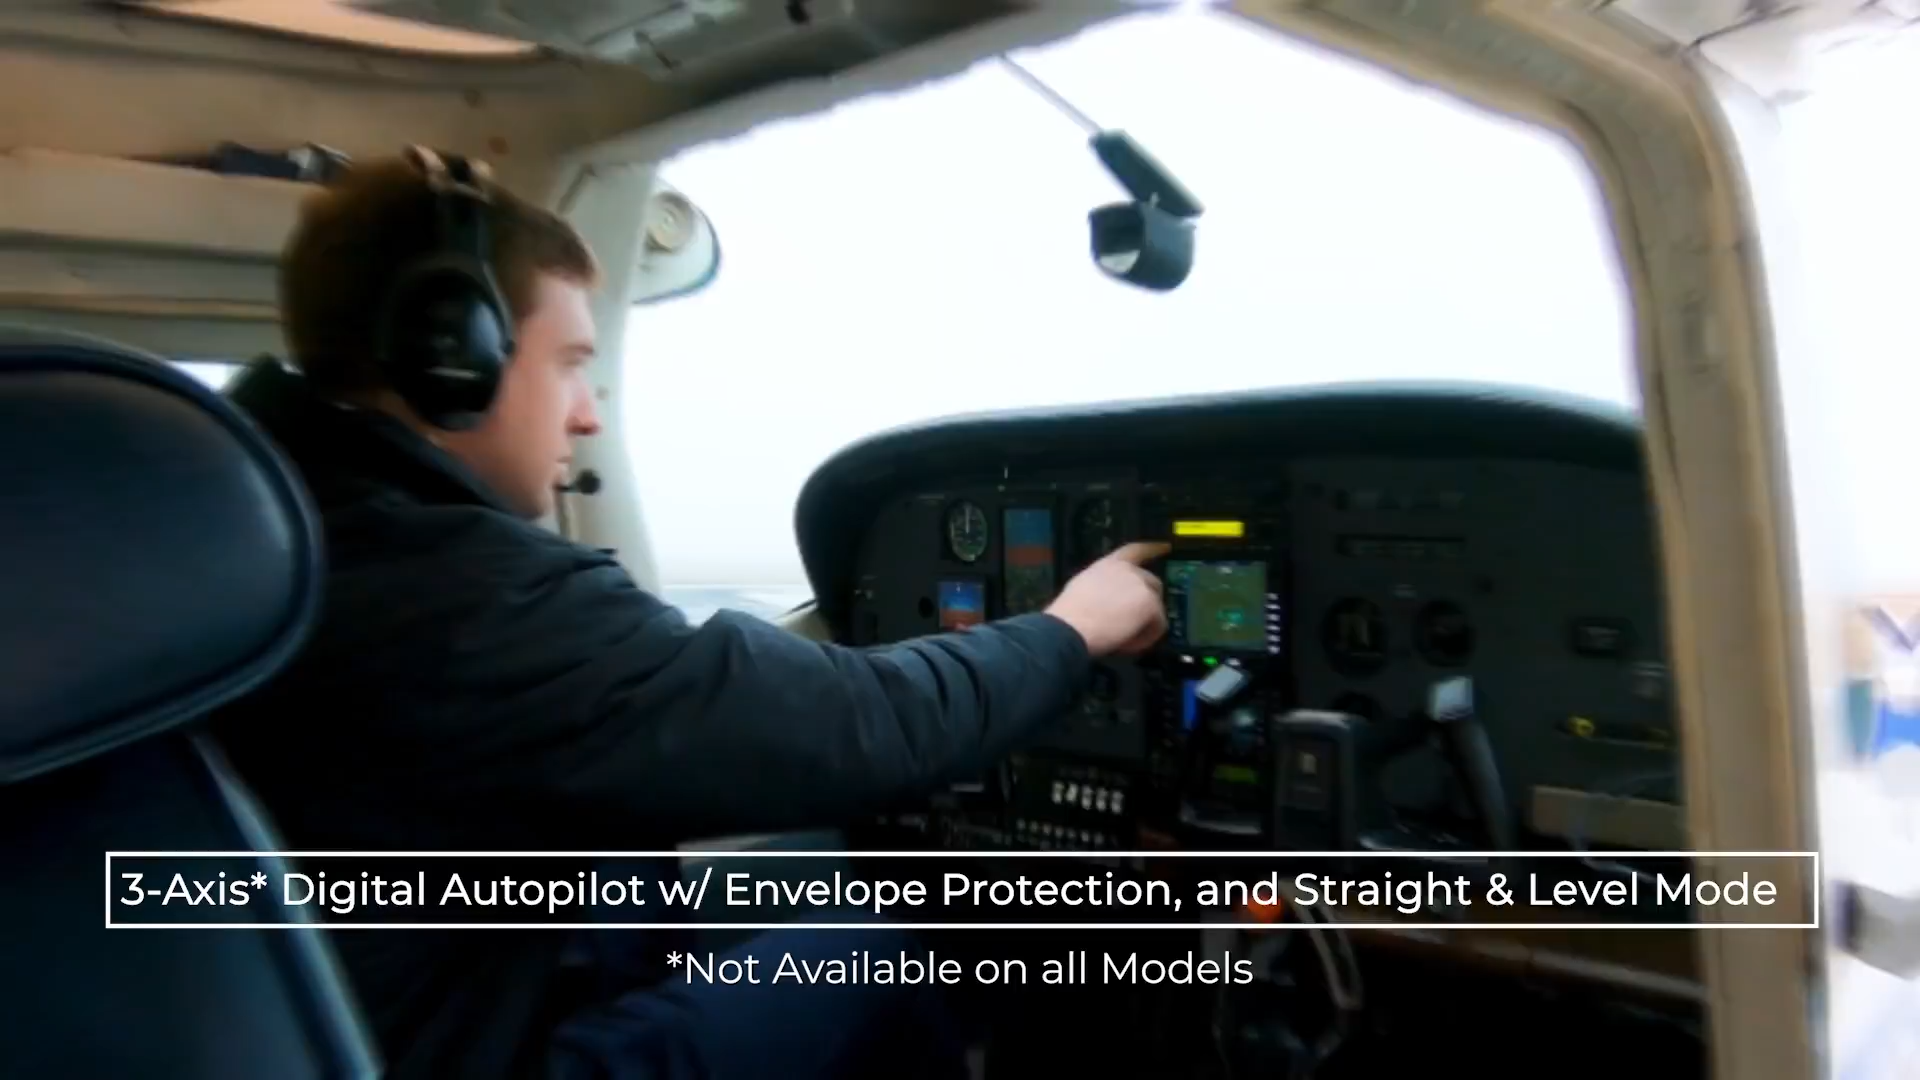 3-Axis* Digital Autopilot w/ Envelope Protection, and Straight & Level Mode
*Not Available on all Models